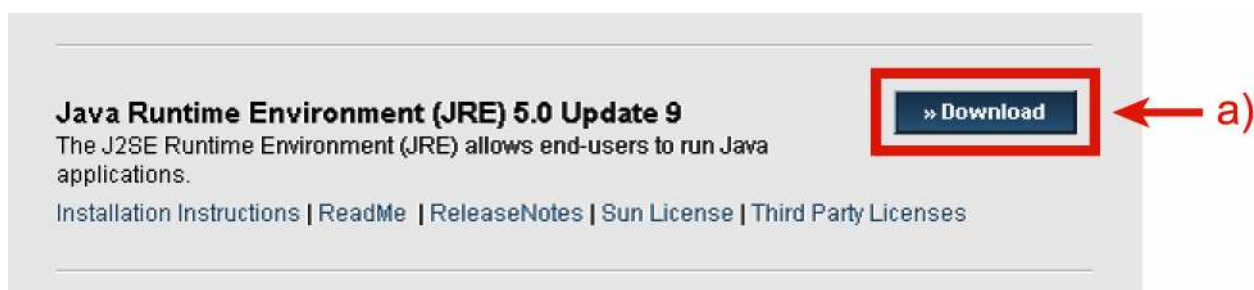 Java Runtime Environment (JRE) 5.0 Update 9
» Download
a)
The J2SE Runtime Environment (JRE) allows end-users to run Java
applications.
Installation Instructions | ReadMe | ReleaseNotes | Sun License | Third Party Licenses